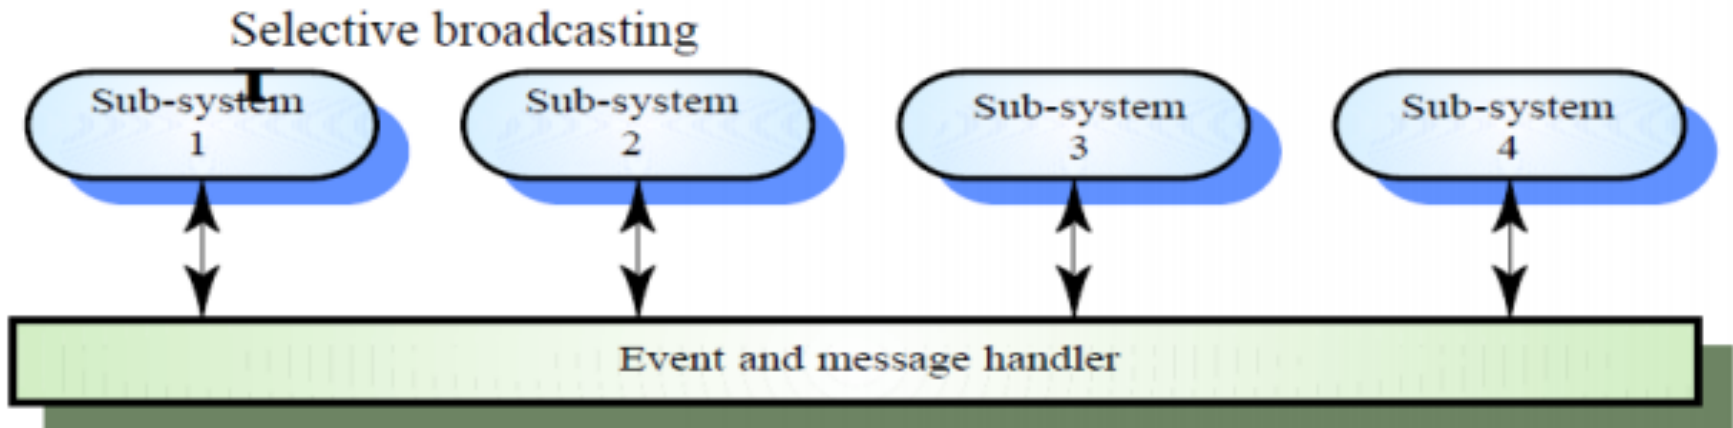 Selective broadcasting
Sub-system
1
Sub-system
2
Sub-system
3
Sub-system
4
Event and message handler